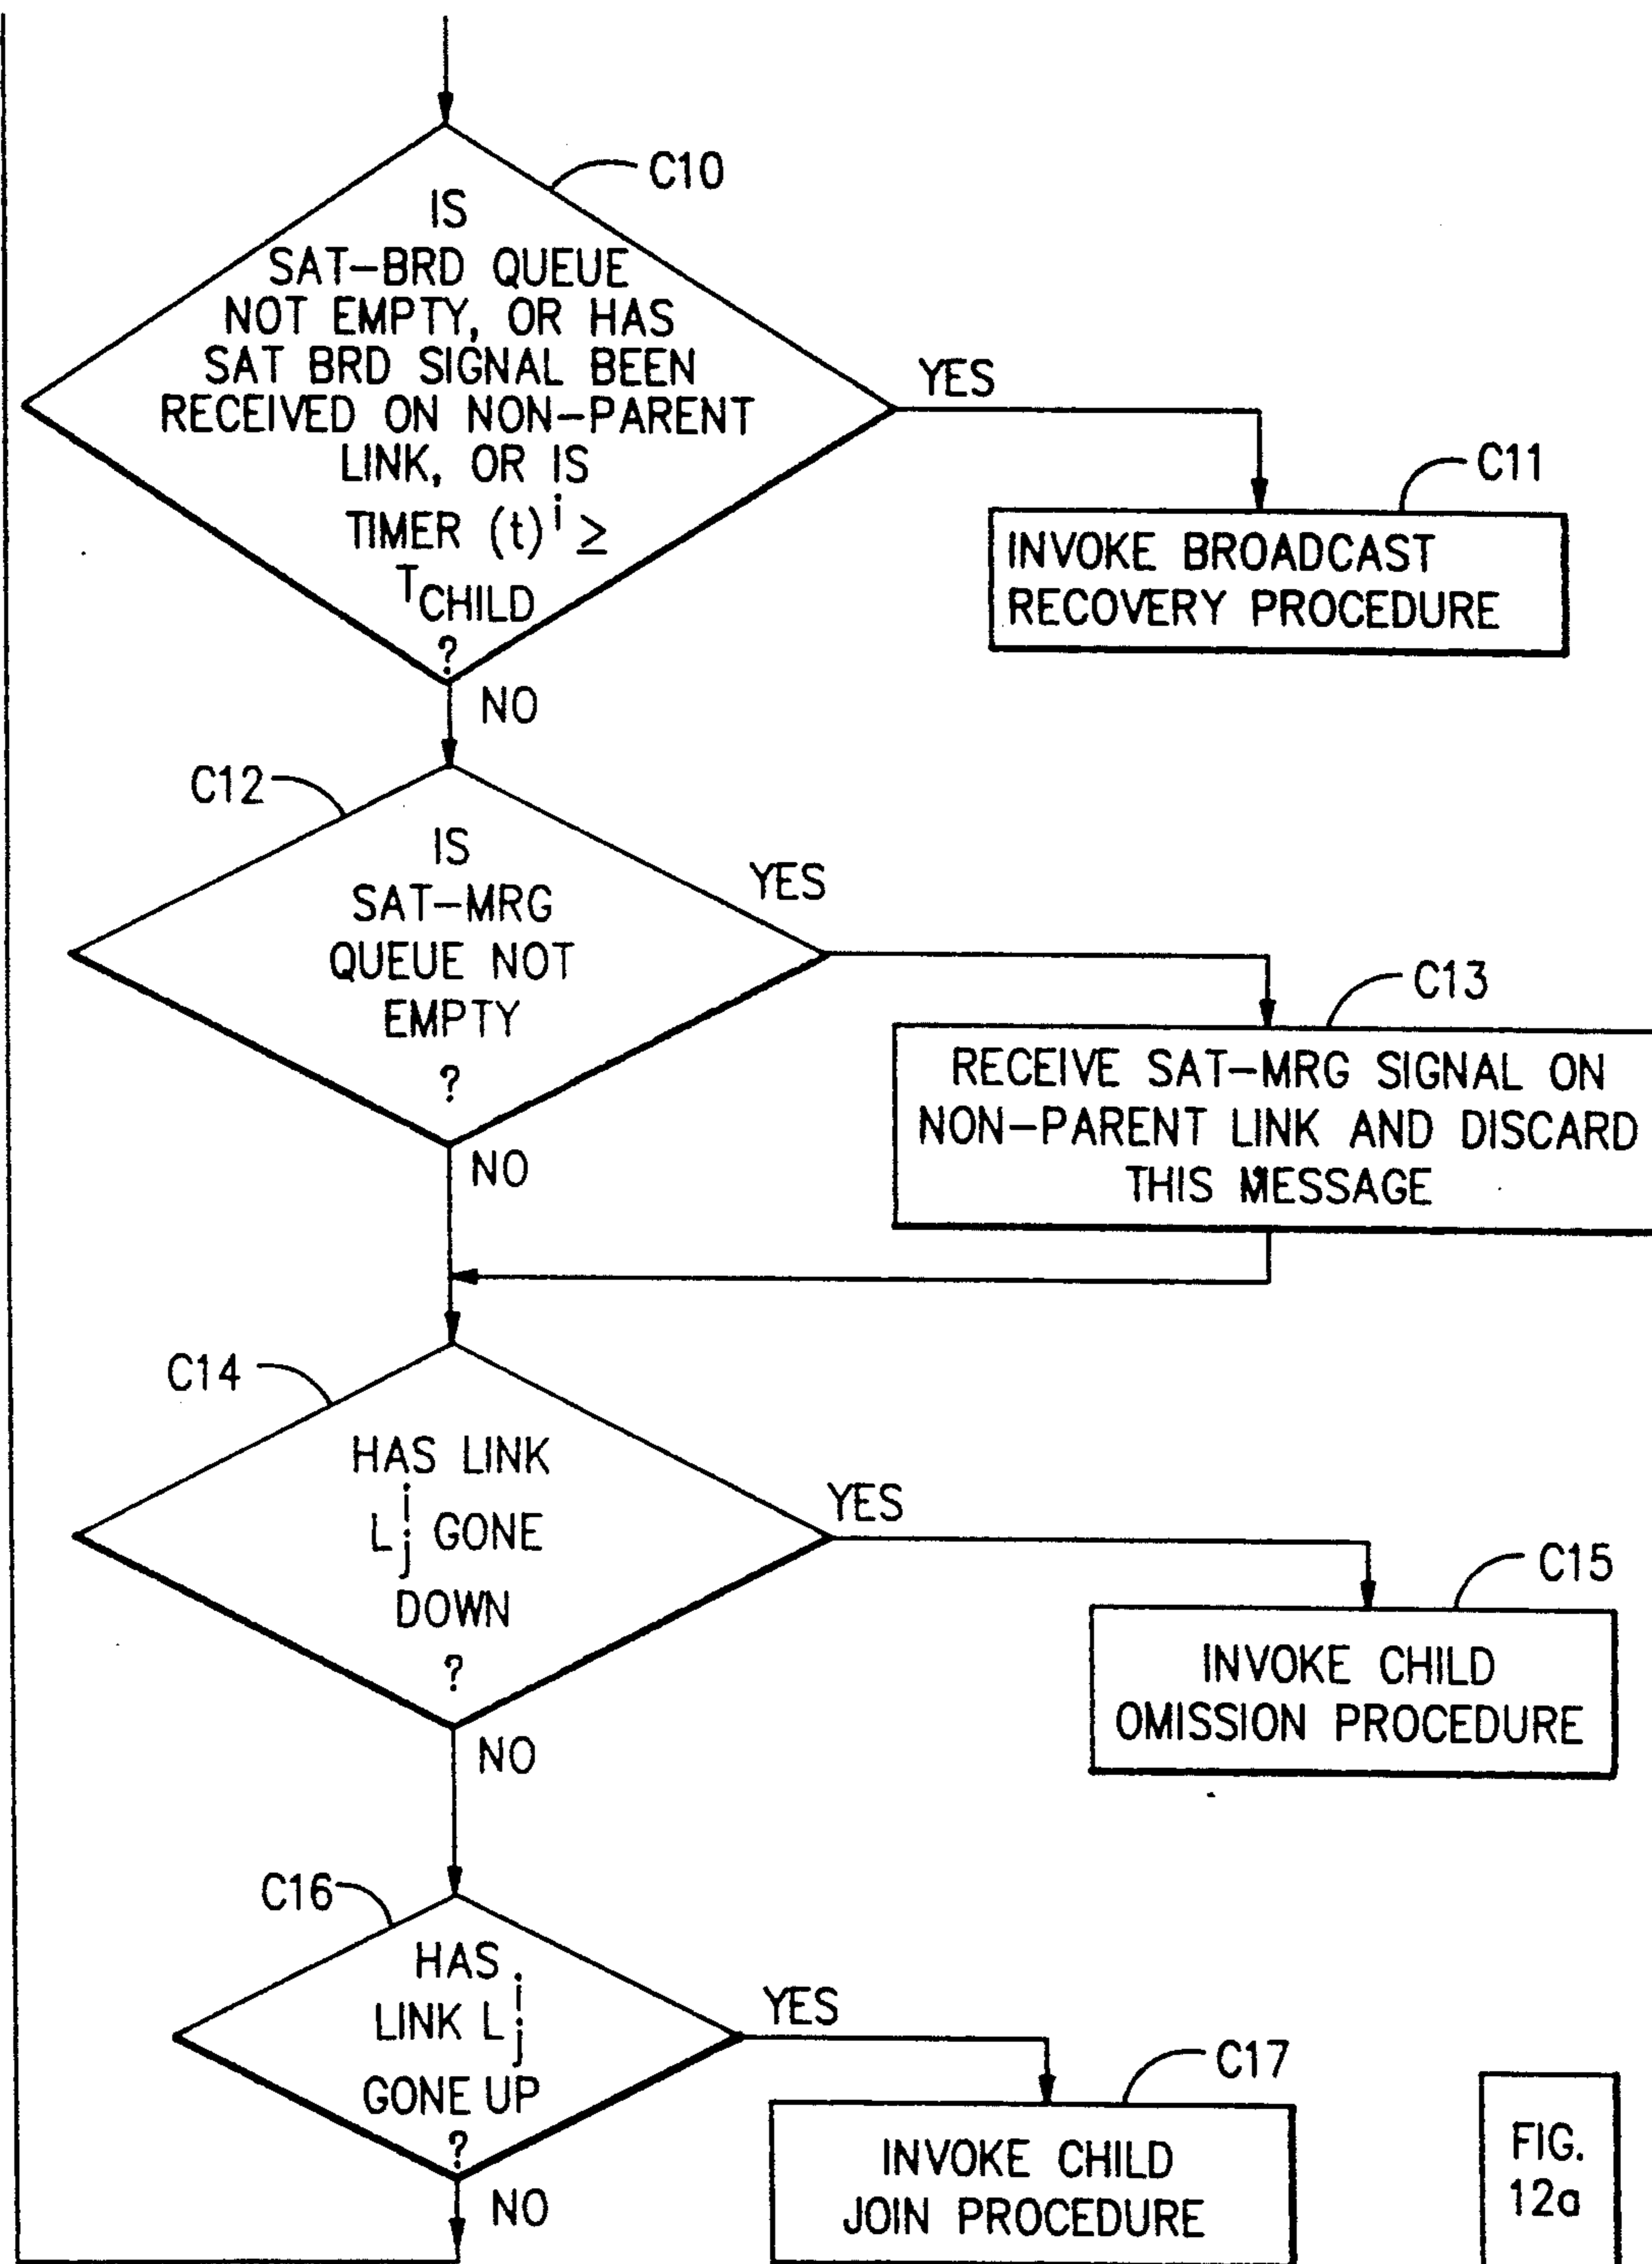 C10
IS
SAT-BRD QUEUE
NOT EMPTY, OR HAS
SAT BRD SIGNAL BEEN
RECEIVED ON NON-PARENT
LINK, OR IS
TIMER (t)^i ≥
T_CHILD
?
YES
C11
INVOKE BROADCAST
RECOVERY PROCEDURE
NO
C12
IS
SAT-MRG
QUEUE NOT
EMPTY
?
YES
C13
RECEIVE SAT-MRG SIGNAL ON
NON-PARENT LINK AND DISCARD
THIS MESSAGE
NO
C14
HAS LINK
L^i_j GONE
DOWN
?
YES
C15
INVOKE CHILD
OMISSION PROCEDURE
NO
C16
HAS
LINK L^i_j
GONE UP
?
YES
C17
INVOKE CHILD
JOIN PROCEDURE
NO
FIG.
12a